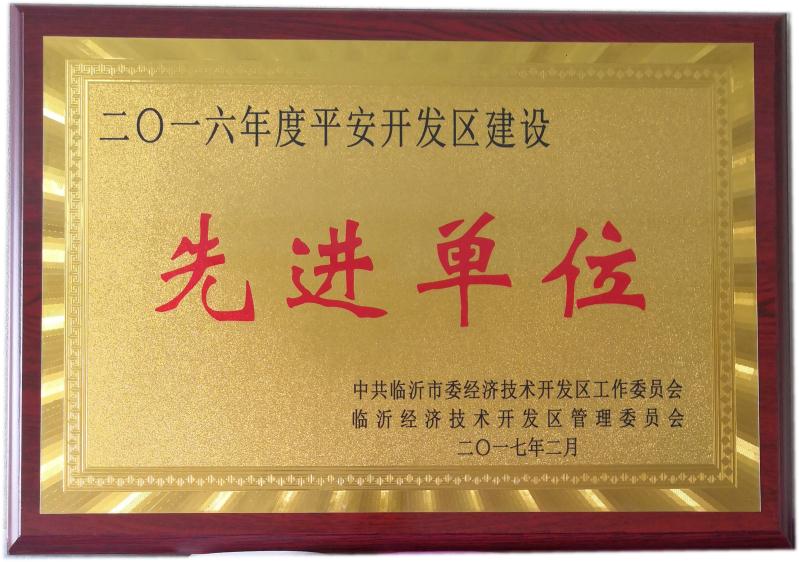 二〇一六年度平安开发区建设
先进单位
中共临沂市委经济技术开发区工作委员会
临沂经济技术开发区管理委员会
二〇一七年二月